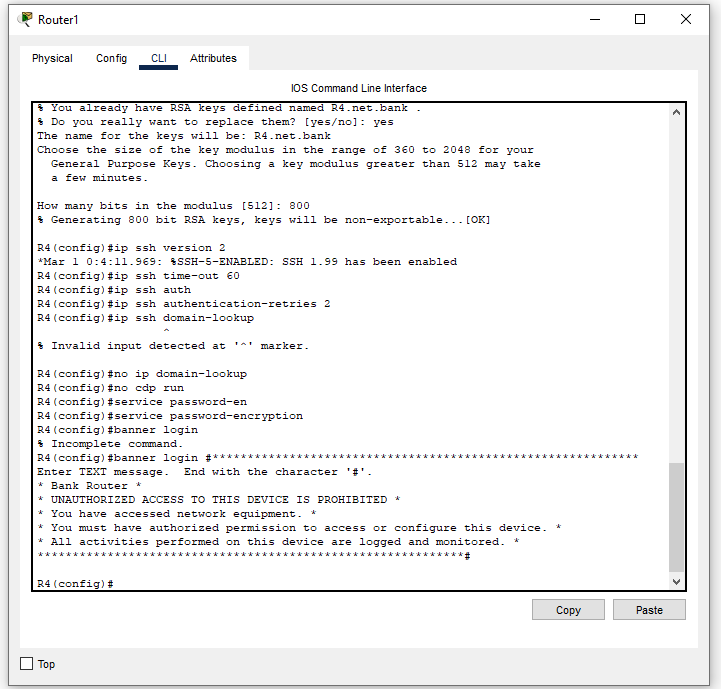 Router1
Physical Config CLI Attributes
IOS Command Line Interface
% You already have RSA keys defined named R4.net.bank .
% Do you really want to replace them? [yes/no]: yes
The name for the keys will be: R4.net.bank
Choose the size of the key modulus in the range of 360 to 2048 for your
General Purpose Keys. Choosing a key modulus greater than 512 may take
a few minutes.
How many bits in the modulus [512]: 800
% Generating 800 bit RSA keys, keys will be non-exportable...[OK]
R4(config)#ip ssh version 2
*Mar 1 0:4:11.969: %SSH-5-ENABLED: SSH 1.99 has been enabled
R4(config)#ip ssh time-out 60
R4(config)#ip ssh auth
R4(config)#ip ssh authentication-retries 2
R4(config)#ip ssh domain-lookup
^
% Invalid input detected at '^' marker.
R4(config)#no ip domain-lookup
R4(config)#no cdp run
R4(config)#service password-en
R4(config)#service password-encryption
R4(config)#banner login
% Incomplete command.
R4(config)#banner login #*************************************************************
Enter TEXT message. End with the character '#'.
* Bank Router *
* UNAUTHORIZED ACCESS TO THIS DEVICE IS PROHIBITED *
* You have accessed network equipment. *
* You must have authorized permission to access or configure this device. *
* All activities performed on this device are logged and monitored. *
*************************************************************#
R4(config)#
Copy Paste
Top